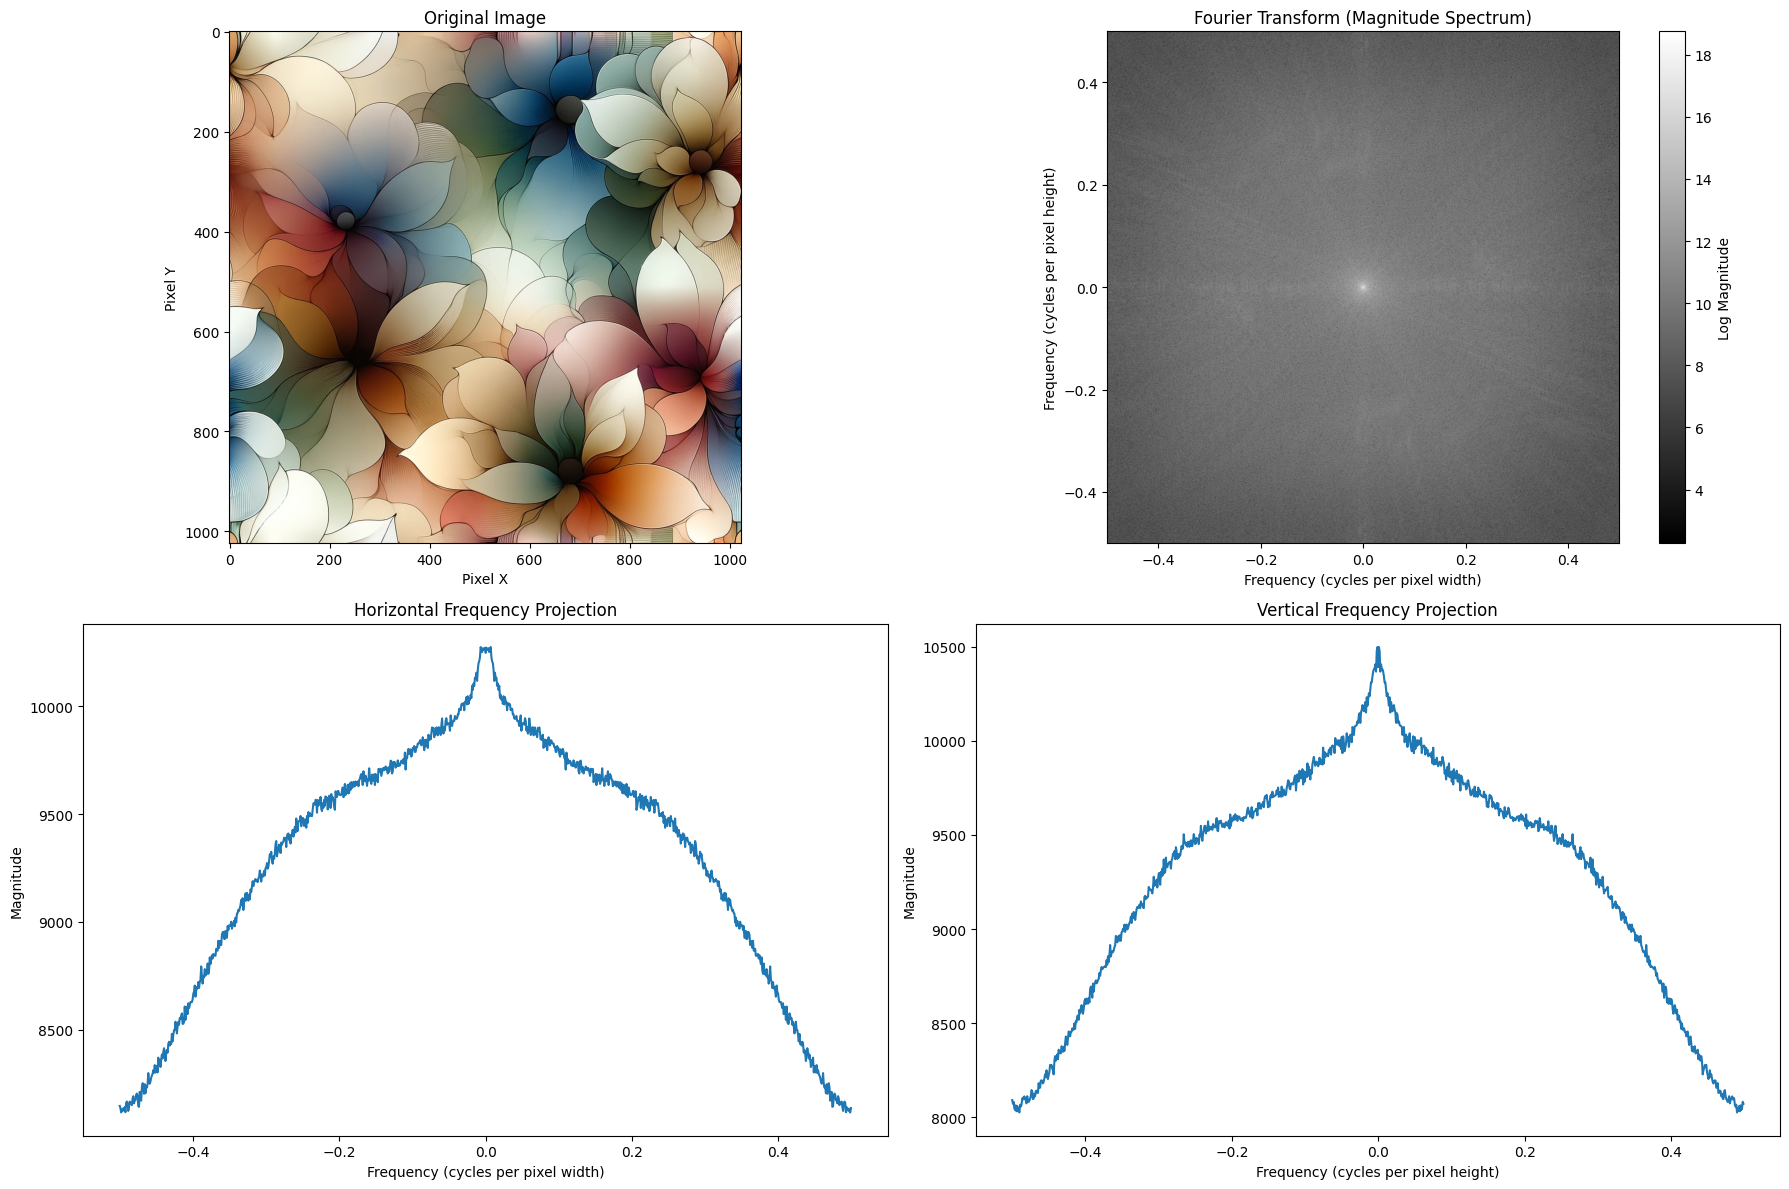 Original Image
0
200
400
600
800
1000
Pixel Y
0 200 400 600 800 1000
Pixel X
Fourier Transform (Magnitude Spectrum)
0.4
0.2
0.0
−0.2
−0.4
Frequency (cycles per pixel height)
−0.4 −0.2 0.0 0.2 0.4
Frequency (cycles per pixel width)
18
16
14
12
10
8
6
4
Log Magnitude
Horizontal Frequency Projection
10000
9500
9000
8500
Magnitude
−0.4 −0.2 0.0 0.2 0.4
Frequency (cycles per pixel width)
Vertical Frequency Projection
10500
10000
9500
9000
8500
8000
Magnitude
−0.4 −0.2 0.0 0.2 0.4
Frequency (cycles per pixel height)